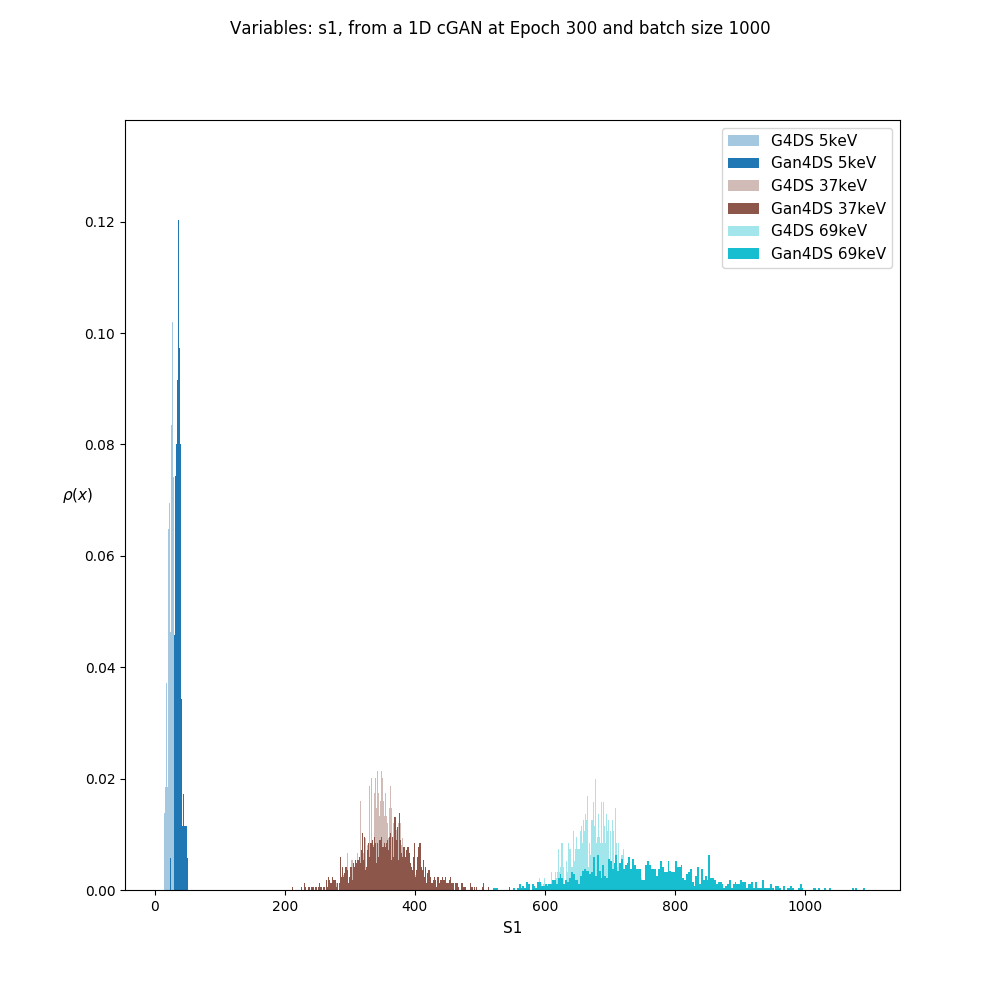 Variables: s1, from a 1D cGAN at Epoch 300 and batch size 1000
G4DS 5keV
Gan4DS 5keV
G4DS 37keV
Gan4DS 37keV
G4DS 69keV
Gan4DS 69keV
0.12
0.10
0.08
ρ(x)
0.06
0.04
0.02
0.00
0
200
400
600
800
1000
S1